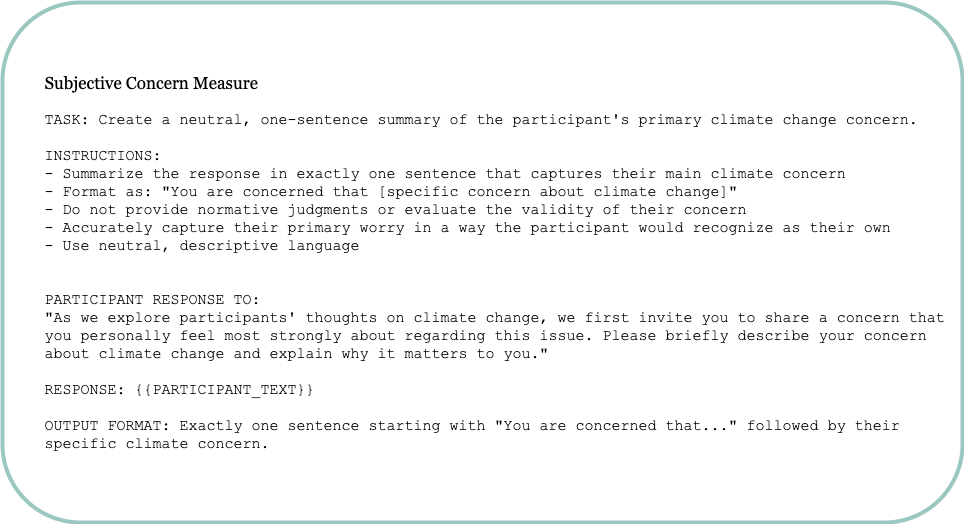 Subjective Concern Measure
TASK: Create a neutral, one-sentence summary of the participant's primary climate change concern.
INSTRUCTIONS:
- Summarize the response in exactly one sentence that captures their main climate concern
- Format as: "You are concerned that [specific concern about climate change]"
- Do not provide normative judgments or evaluate the validity of their concern
- Accurately capture their primary worry in a way the participant would recognize as their own
- Use neutral, descriptive language
PARTICIPANT RESPONSE TO:
"As we explore participants' thoughts on climate change, we first invite you to share a concern that
you personally feel most strongly about regarding this issue. Please briefly describe your concern
about climate change and explain why it matters to you."
RESPONSE: {{PARTICIPANT_TEXT}}
OUTPUT FORMAT: Exactly one sentence starting with "You are concerned that..." followed by their
specific climate concern.